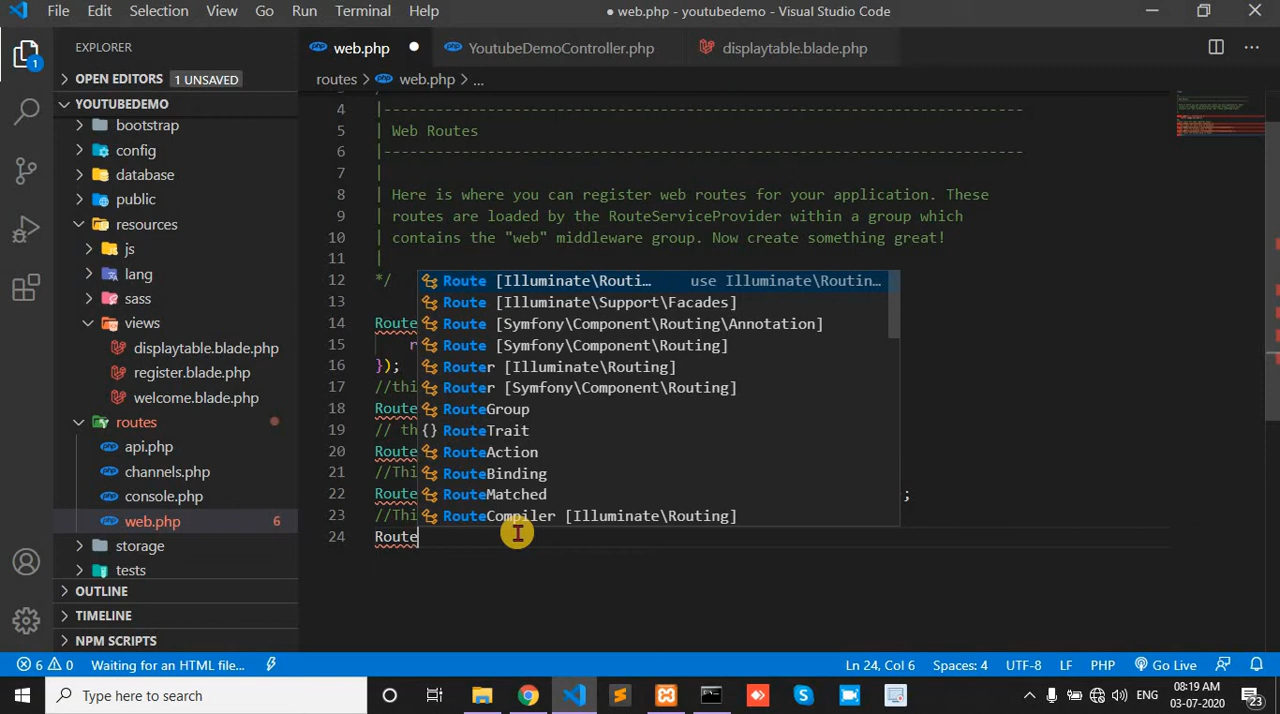 File Edit Selection View Go Run Terminal Help
● web.php - youtubedemo - Visual Studio Code
EXPLORER
OPEN EDITORS 1 UNSAVED
YOUTUBEDEMO
bootstrap
config
database
public
resources
js
lang
sass
views
displaytable.blade.php
register.blade.php
welcome.blade.php
routes
api.php
channels.php
console.php
web.php 6
storage
tests
OUTLINE
TIMELINE
NPM SCRIPTS
1
web.php ● YoutubeDemoController.php displaytable.blade.php
routes > web.php > ...
4 |--------------------------------------------------------------------------
5 | Web Routes
6 |--------------------------------------------------------------------------
7 |
8 | Here is where you can register web routes for your application. These
9 | routes are loaded by the RouteServiceProvider within a group which
10 | contains the "web" middleware group. Now create something great!
11 |
12 */
13
14 Route
15 r
16 });
17 //thi
18 Route
19 // th
20 Route
21 //Thi
22 Route ;
23 //Thi
24 Route
Route [Illuminate\Routi… use Illuminate\Routin…
Route [Illuminate\Support\Facades]
Route [Symfony\Component\Routing\Annotation]
Route [Symfony\Component\Routing]
Router [Illuminate\Routing]
Router [Symfony\Component\Routing]
RouteGroup
{} RouteTrait
RouteAction
RouteBinding
RouteMatched
RouteCompiler [Illuminate\Routing]
6 0 Waiting for an HTML file... Ln 24, Col 6 Spaces: 4 UTF-8 LF PHP Go Live
Type here to search
ENG
08:19 AM
03-07-2020
23